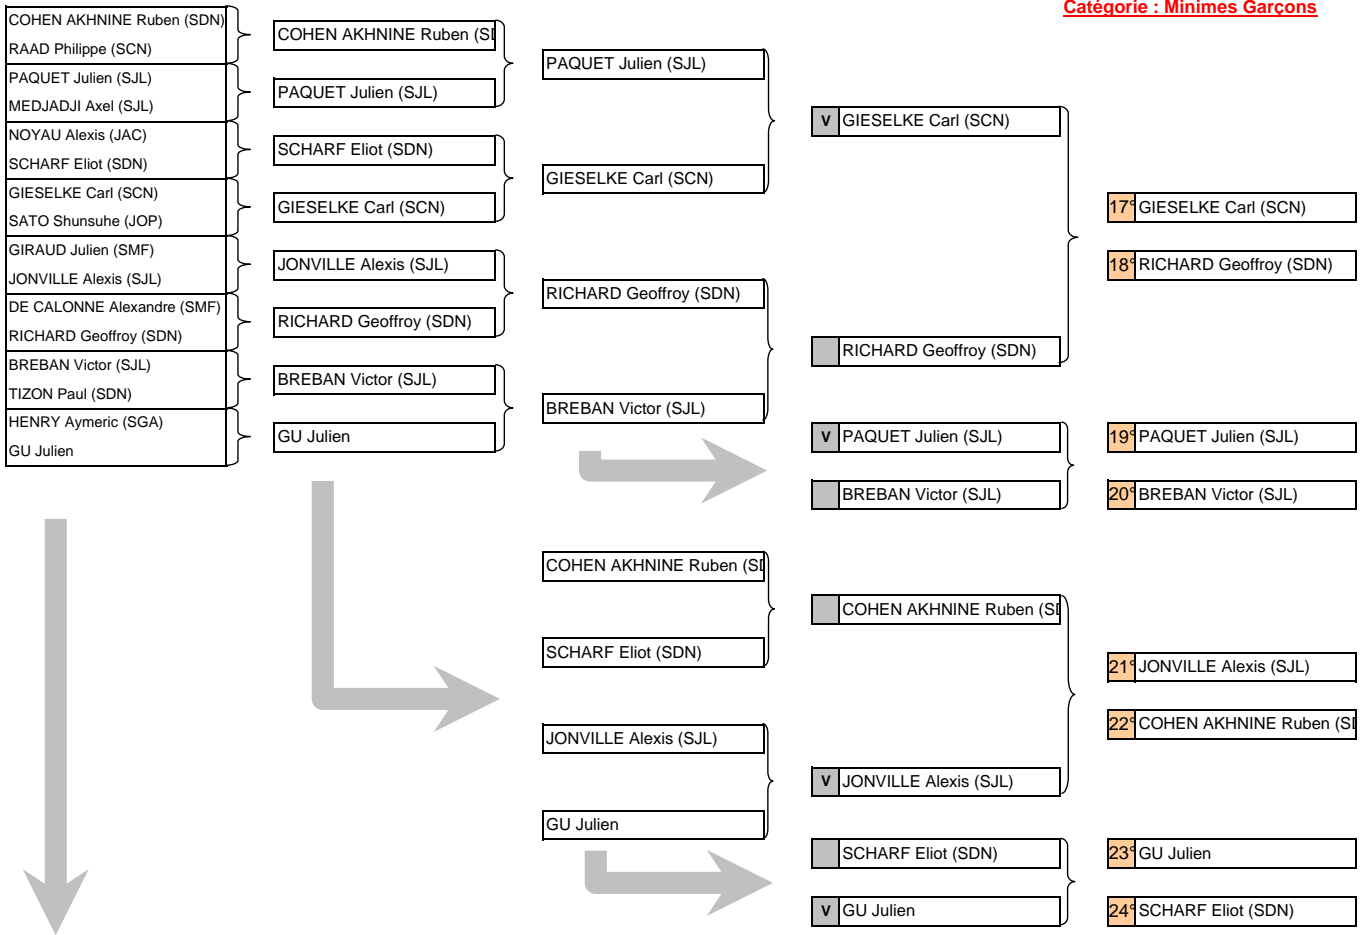 Catégorie : Minimes Garçons
COHEN AKHNINE Ruben (SDN)
RAAD Philippe (SCN)
PAQUET Julien (SJL)
MEDJADJI Axel (SJL)
NOYAU Alexis (JAC)
SCHARF Eliot (SDN)
GIESELKE Carl (SCN)
SATO Shunsuhe (JOP)
GIRAUD Julien (SMF)
JONVILLE Alexis (SJL)
DE CALONNE Alexandre (SMF)
RICHARD Geoffroy (SDN)
BREBAN Victor (SJL)
TIZON Paul (SDN)
HENRY Aymeric (SGA)
GU Julien
COHEN AKHNINE Ruben (SD
PAQUET Julien (SJL)
SCHARF Eliot (SDN)
GIESELKE Carl (SCN)
JONVILLE Alexis (SJL)
RICHARD Geoffroy (SDN)
BREBAN Victor (SJL)
GU Julien
PAQUET Julien (SJL)
GIESELKE Carl (SCN)
RICHARD Geoffroy (SDN)
BREBAN Victor (SJL)
COHEN AKHNINE Ruben (SD
SCHARF Eliot (SDN)
JONVILLE Alexis (SJL)
GU Julien
V GIESELKE Carl (SCN)
RICHARD Geoffroy (SDN)
V PAQUET Julien (SJL)
BREBAN Victor (SJL)
COHEN AKHNINE Ruben (SD
V JONVILLE Alexis (SJL)
SCHARF Eliot (SDN)
V GU Julien
17° GIESELKE Carl (SCN)
18° RICHARD Geoffroy (SDN)
19° PAQUET Julien (SJL)
20° BREBAN Victor (SJL)
21° JONVILLE Alexis (SJL)
22° COHEN AKHNINE Ruben (SD
23° GU Julien
24° SCHARF Eliot (SDN)